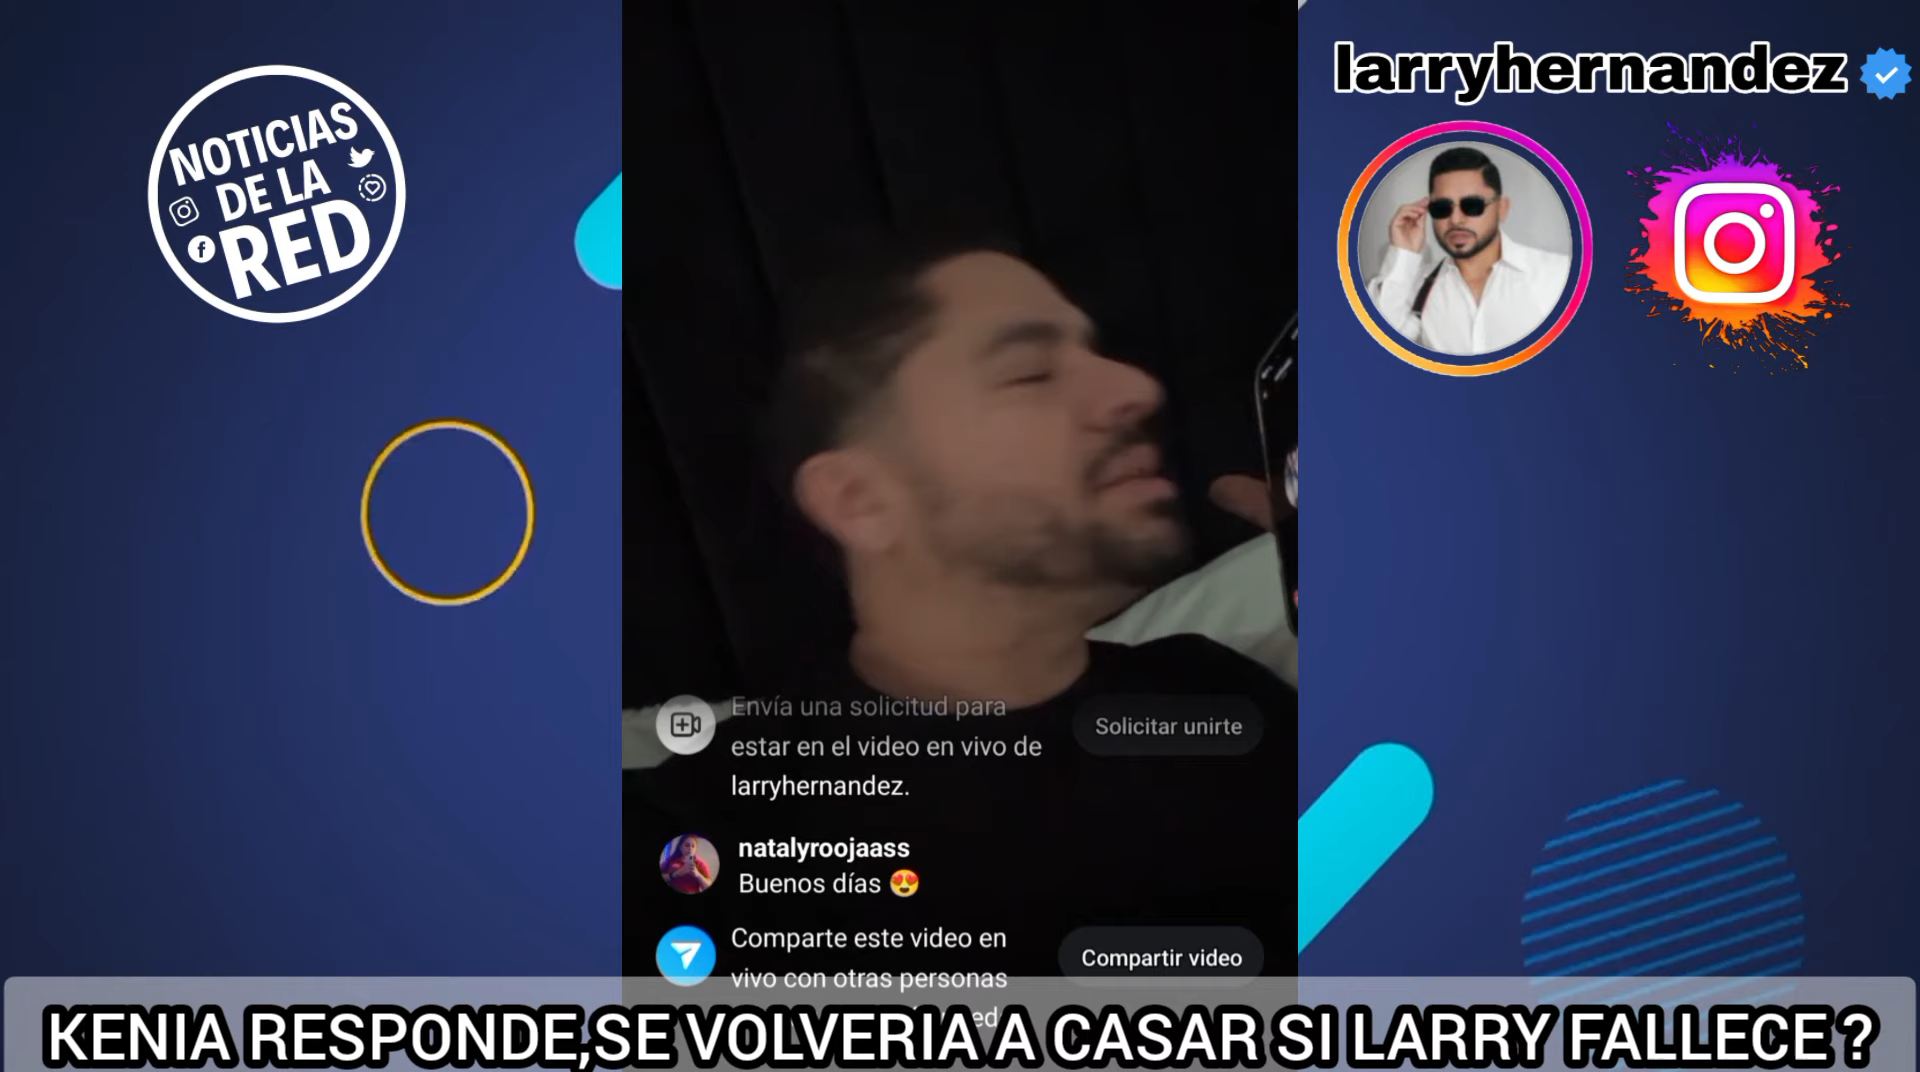 NOTICIAS
DE LA
RED
larryhernandez
Envía una solicitud para
estar en el video en vivo de
larryhernandez.
Solicitar unirte
natalyroojaass
Buenos días 😍
Comparte este video en
vivo con otras personas
Compartir video
KENIA RESPONDE,SE VOLVERIA A CASAR SI LARRY FALLECE ?